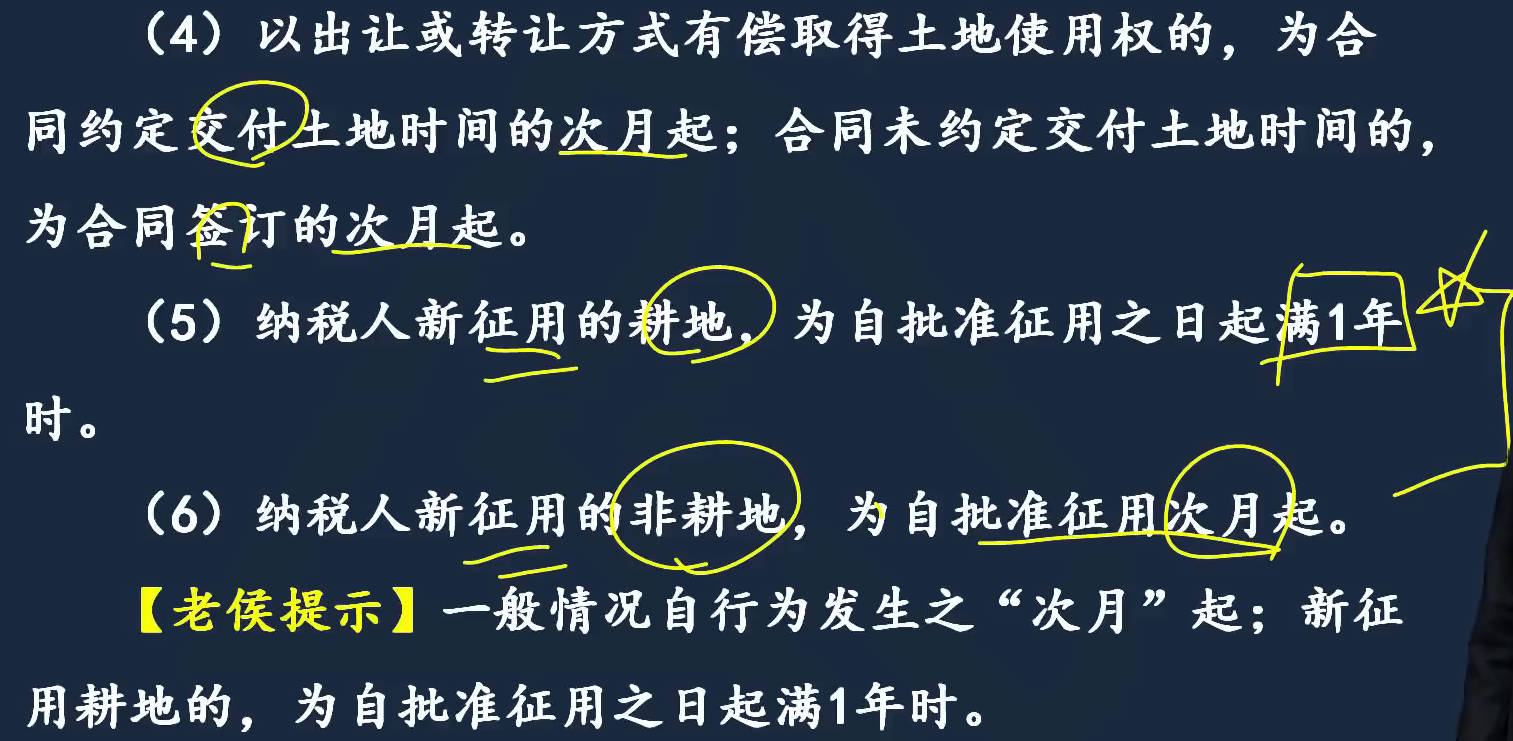 （4）以出让或转让方式有偿取得土地使用权的，为合
同约定交付土地时间的次月起；合同未约定交付土地时间的，
为合同签订的次月起。
（5）纳税人新征用的耕地，为自批准征用之日起满1年
时。
（6）纳税人新征用的非耕地，为自批准征用次月起。
【老侯提示】一般情况自行为发生之“次月”起；新征
用耕地的，为自批准征用之日起满1年时。